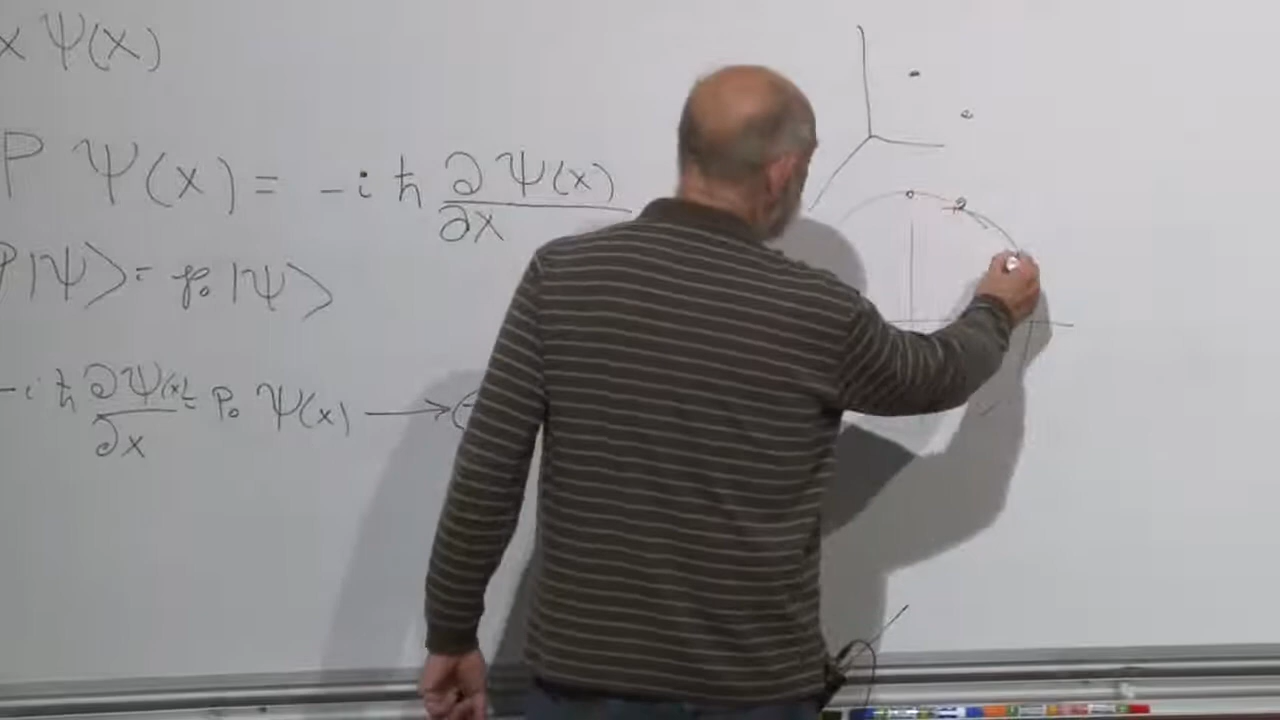 x Ψ(x)
P Ψ(x) = -iħ ∂Ψ(x)/∂x
P|Ψ⟩ = p₀|Ψ⟩
-iħ ∂Ψ(x)/∂x = P₀ Ψ(x) ⟶ (